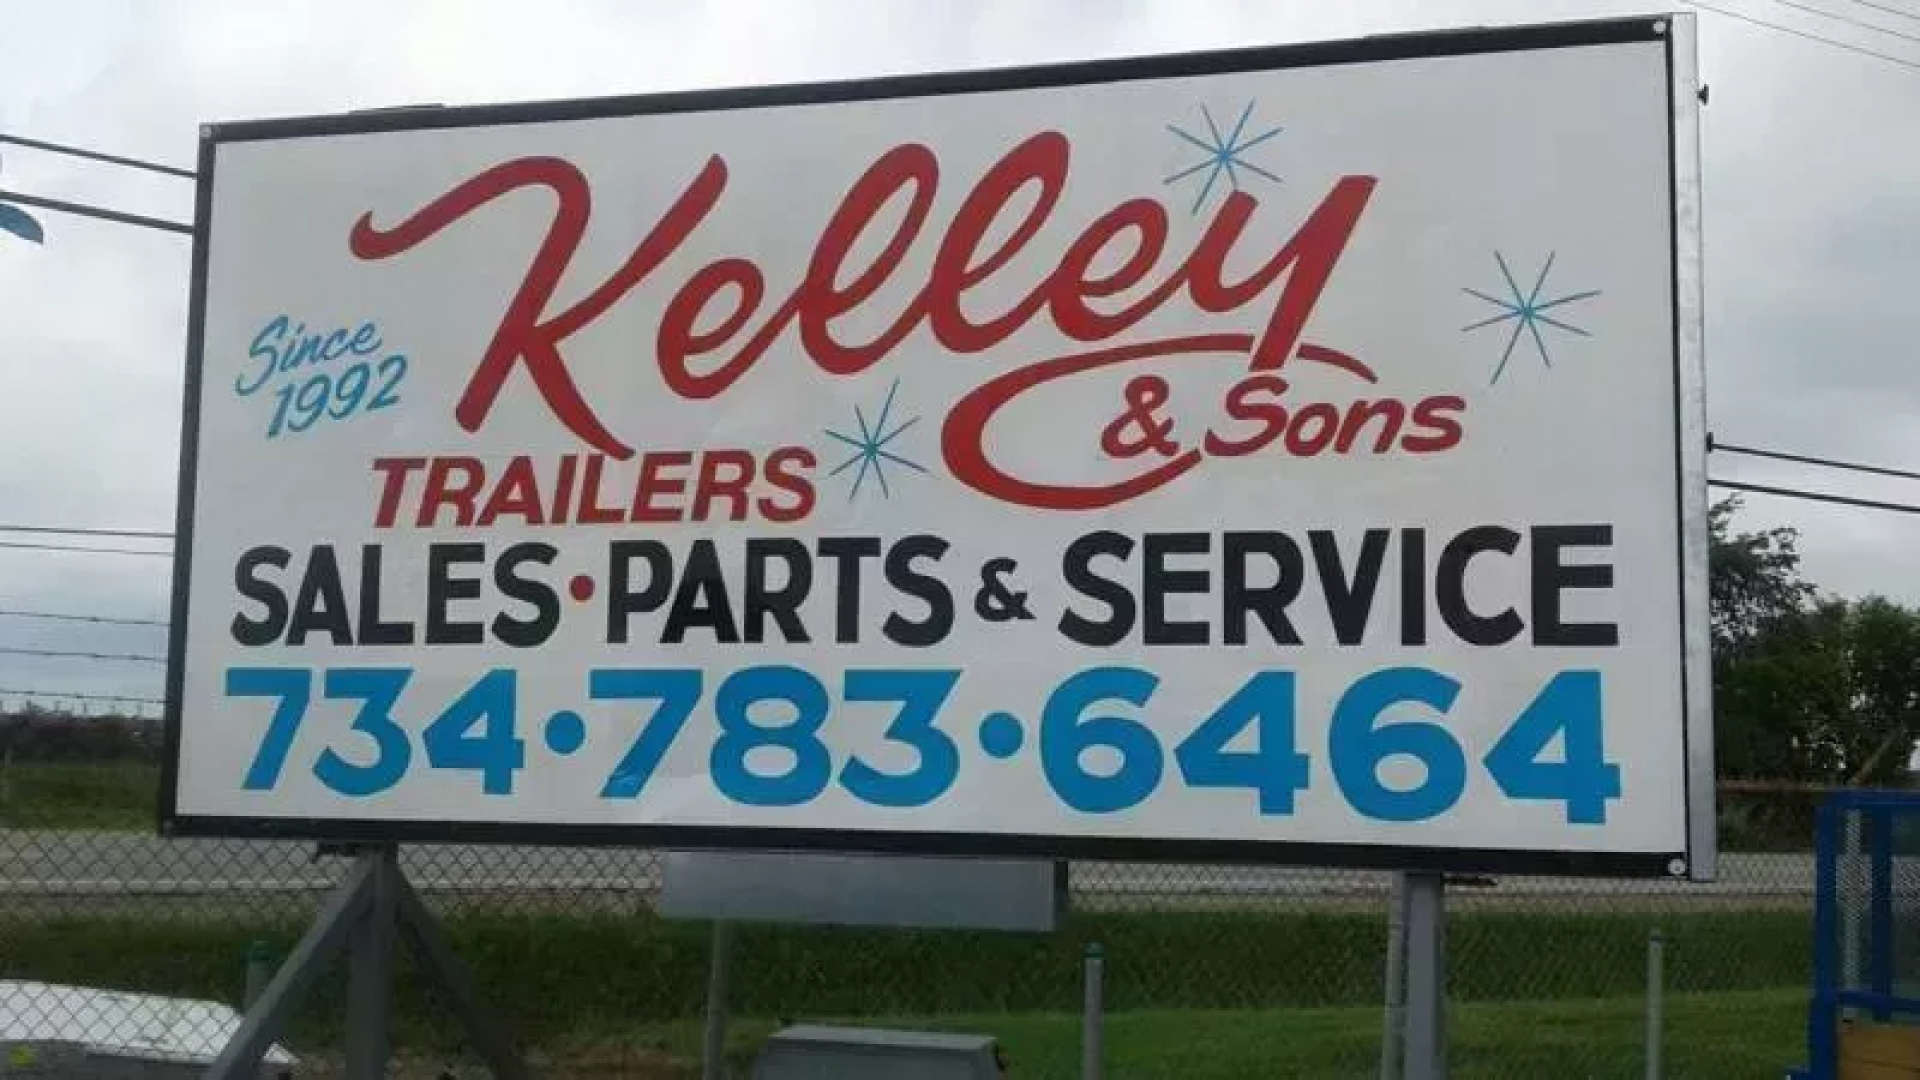 Kelley
& Sons
Since
1992
TRAILERS
SALES•PARTS & SERVICE
734•783•6464